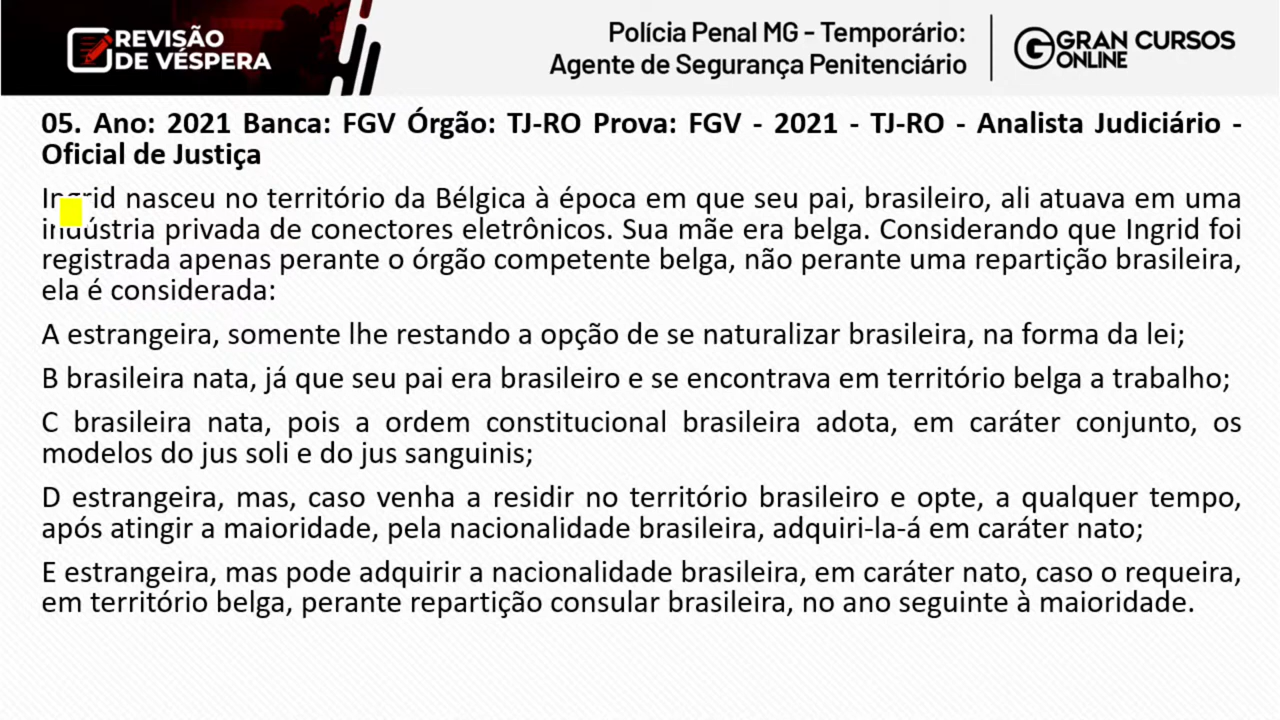 REVISÃO
DE VÉSPERA
Polícia Penal MG - Temporário:
Agente de Segurança Penitenciário
GRAN CURSOS
ONLINE
05. Ano: 2021 Banca: FGV Órgão: TJ-RO Prova: FGV - 2021 - TJ-RO - Analista Judiciário -
Oficial de Justiça
Ingrid nasceu no território da Bélgica à época em que seu pai, brasileiro, ali atuava em uma
indústria privada de conectores eletrônicos. Sua mãe era belga. Considerando que Ingrid foi
registrada apenas perante o órgão competente belga, não perante uma repartição brasileira,
ela é considerada:
A estrangeira, somente lhe restando a opção de se naturalizar brasileira, na forma da lei;
B brasileira nata, já que seu pai era brasileiro e se encontrava em território belga a trabalho;
C brasileira nata, pois a ordem constitucional brasileira adota, em caráter conjunto, os
modelos do jus soli e do jus sanguinis;
D estrangeira, mas, caso venha a residir no território brasileiro e opte, a qualquer tempo,
após atingir a maioridade, pela nacionalidade brasileira, adquiri-la-á em caráter nato;
E estrangeira, mas pode adquirir a nacionalidade brasileira, em caráter nato, caso o requeira,
em território belga, perante repartição consular brasileira, no ano seguinte à maioridade.